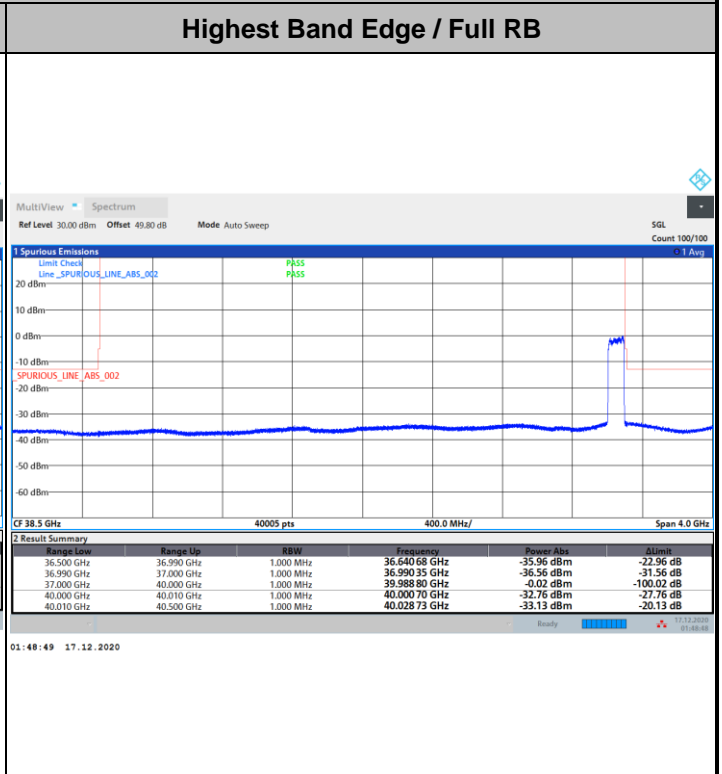 Highest Band Edge / Full RB
MultiView Spectrum
Ref Level 30.00 dBm Offset 49.80 dB Mode Auto Sweep SGL
Count 100/100
1 Spurious Emissions 1 Avg
Limit Check PASS
Line _SPURIOUS_LINE_ABS_002 PASS
20 dBm
10 dBm
0 dBm
-10 dBm
_SPURIOUS_LINE_ABS_002
-20 dBm
-30 dBm
-40 dBm
-50 dBm
-60 dBm
CF 38.5 GHz 40005 pts 400.0 MHz/ Span 4.0 GHz
2 Result Summary
Range Low Range Up RBW Frequency Power Abs ΔLimit
36.500 GHz 36.990 GHz 1.000 MHz 36.640 68 GHz -35.96 dBm -22.96 dB
36.990 GHz 37.000 GHz 1.000 MHz 36.990 35 GHz -36.56 dBm -31.56 dB
37.000 GHz 40.000 GHz 1.000 MHz 39.988 80 GHz -0.02 dBm -100.02 dB
40.000 GHz 40.010 GHz 1.000 MHz 40.000 70 GHz -32.76 dBm -27.76 dB
40.010 GHz 40.500 GHz 1.000 MHz 40.028 73 GHz -33.13 dBm -20.13 dB
Ready 17.12.2020
01:48:48
01:48:49 17.12.2020